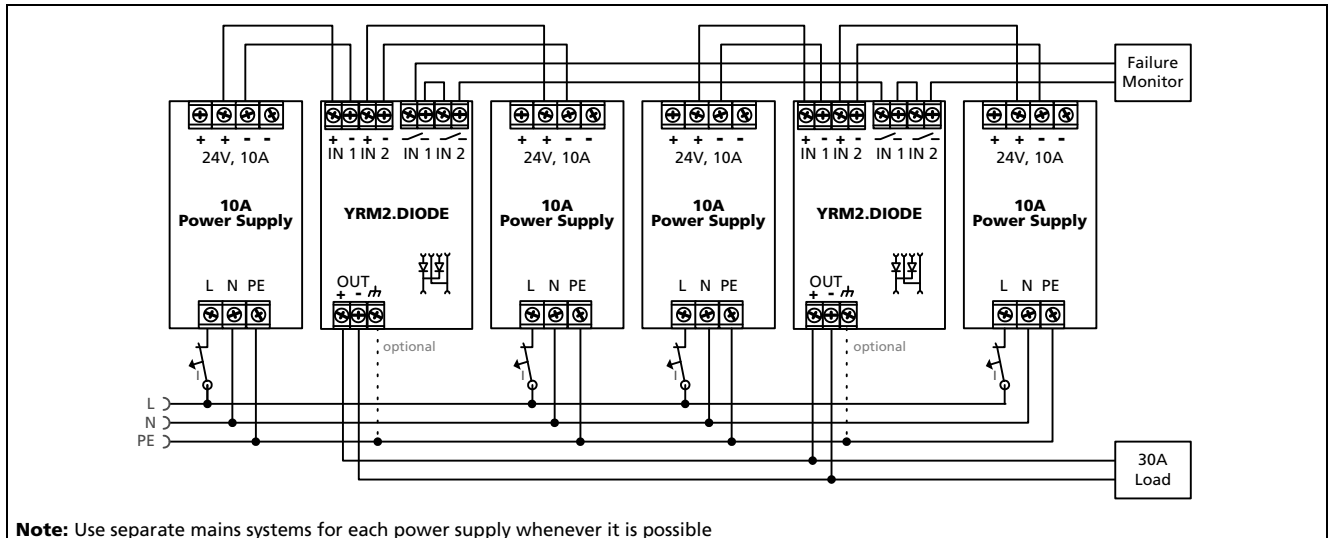 Failure
Monitor
+ + - -
24V, 10A
10A
Power Supply
L N PE
+ - + -
IN 1 IN 2 IN 1 IN 2
YRM2.DIODE
OUT
+ -
optional
+ + - -
24V, 10A
10A
Power Supply
L N PE
+ + - -
24V, 10A
10A
Power Supply
L N PE
+ - + -
IN 1 IN 2 IN 1 IN 2
YRM2.DIODE
OUT
+ -
optional
+ + - -
24V, 10A
10A
Power Supply
L N PE
I
I
I
I
L
N
PE
30A
Load
Note: Use separate mains systems for each power supply whenever it is possible